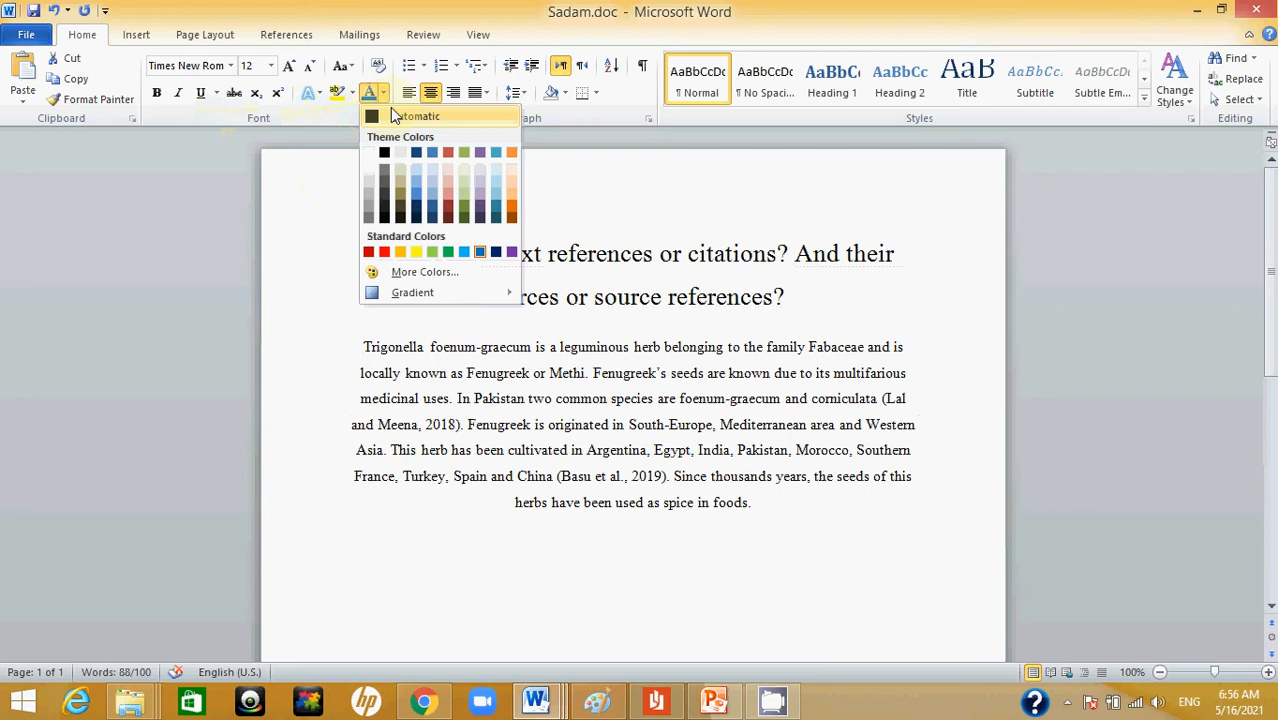 Sadam.doc - Microsoft Word
File Home Insert Page Layout References Mailings Review View
Paste
Cut
Copy
Format Painter
Clipboard
Times New Rom 12 Aa
B I U abc x₂ x²
Font
AaBbCcDc AaBbCcDc AaBbC AaBbCc AaB AaBbCc. AaBbCcDc
¶ Normal ¶ No Spaci... Heading 1 Heading 2 Title Subtitle Subtle Em...
Styles
Change Styles
Find
Replace
Select
Editing
Theme Colors
Standard Colors
More Colors...
Gradient
references or citations? And their
or source references?
Trigonella foenum-graecum is a leguminous herb belonging to the family Fabaceae and is
locally known as Fenugreek or Methi. Fenugreek's seeds are known due to its multifarious
medicinal uses. In Pakistan two common species are foenum-graecum and corniculata (Lal
and Meena, 2018). Fenugreek is originated in South-Europe, Mediterranean area and Western
Asia. This herb has been cultivated in Argentina, Egypt, India, Pakistan, Morocco, Southern
France, Turkey, Spain and China (Basu et al., 2019). Since thousands years, the seeds of this
herbs have been used as spice in foods.
Page: 1 of 1 Words: 88/100 English (U.S.) 100%
ENG
6:56 AM
5/16/2021